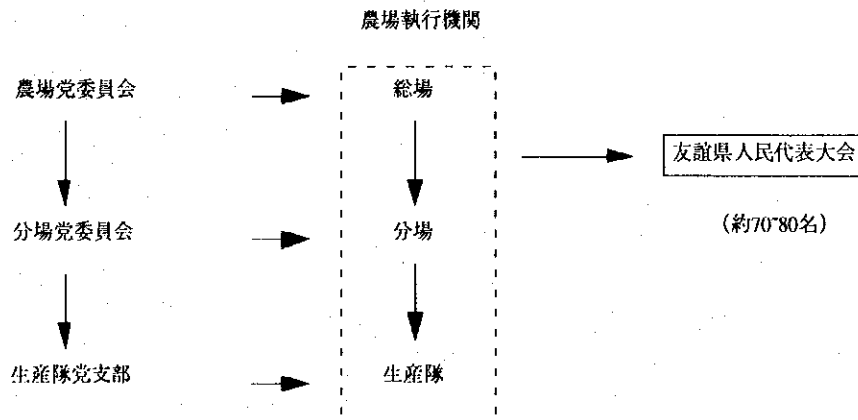 農場執行機関
農場党委員会
総場
友誼県人民代表大会
(約70~80名)
分場党委員会
分場
生産隊党支部
生産隊